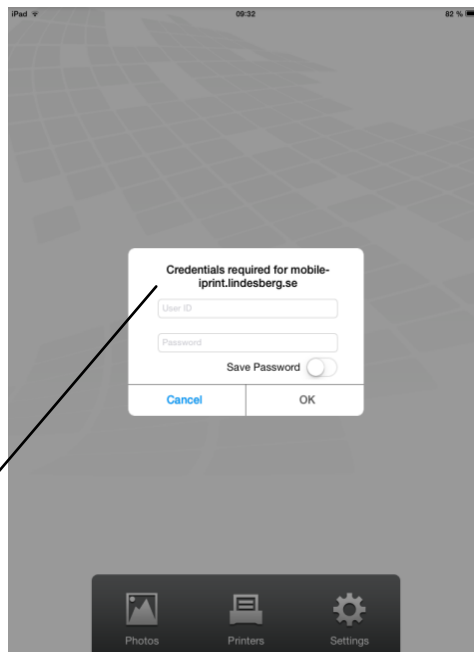 iPad 09:32 82 %
Credentials required for mobile-
iprint.lindesberg.se
User ID
Password
Save Password
Cancel OK
Photos Printers Settings